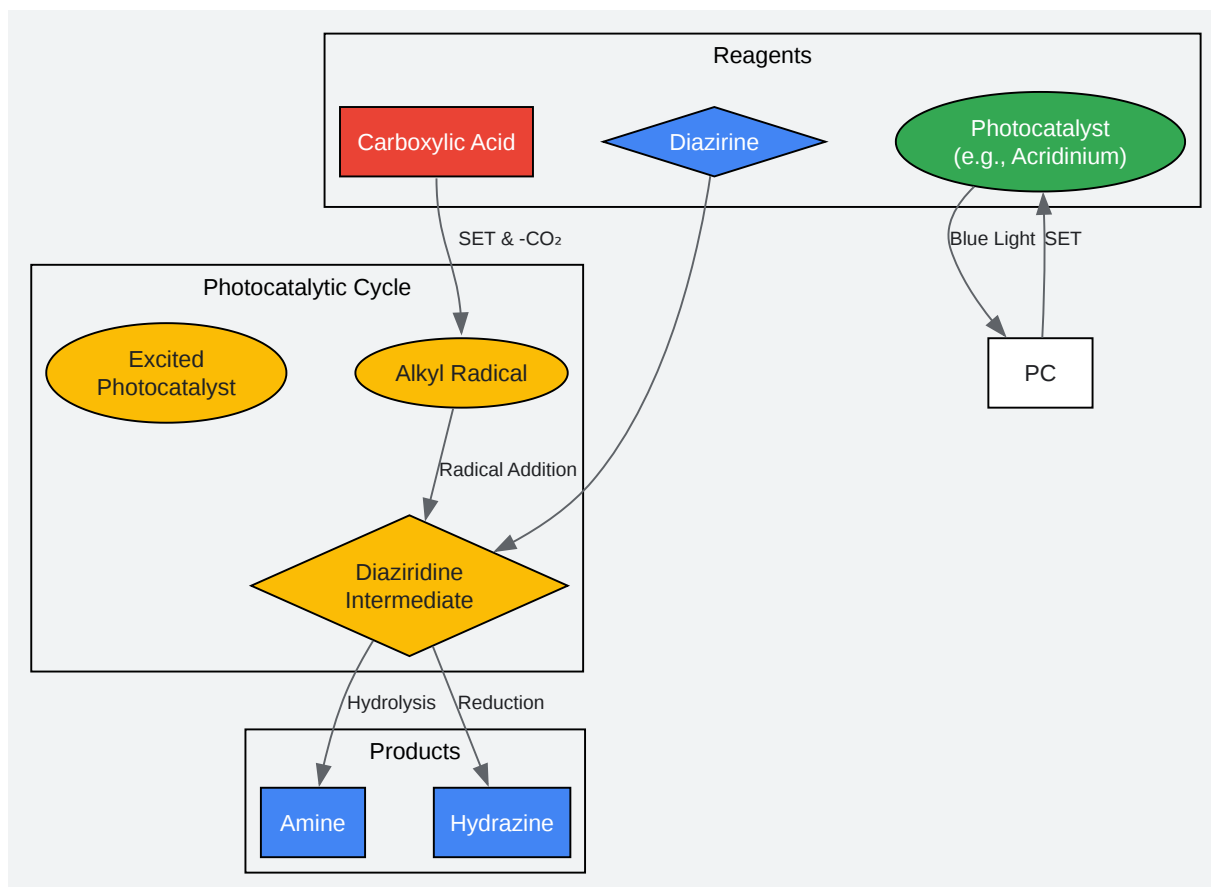 Reagents
Carboxylic Acid
Diazirine
Photocatalyst
(e.g., Acridinium)
SET & -CO₂
Blue Light
SET
Photocatalytic Cycle
Excited
Photocatalyst
Alkyl Radical
PC
Radical Addition
Diaziridine
Intermediate
Hydrolysis
Reduction
Products
Amine
Hydrazine